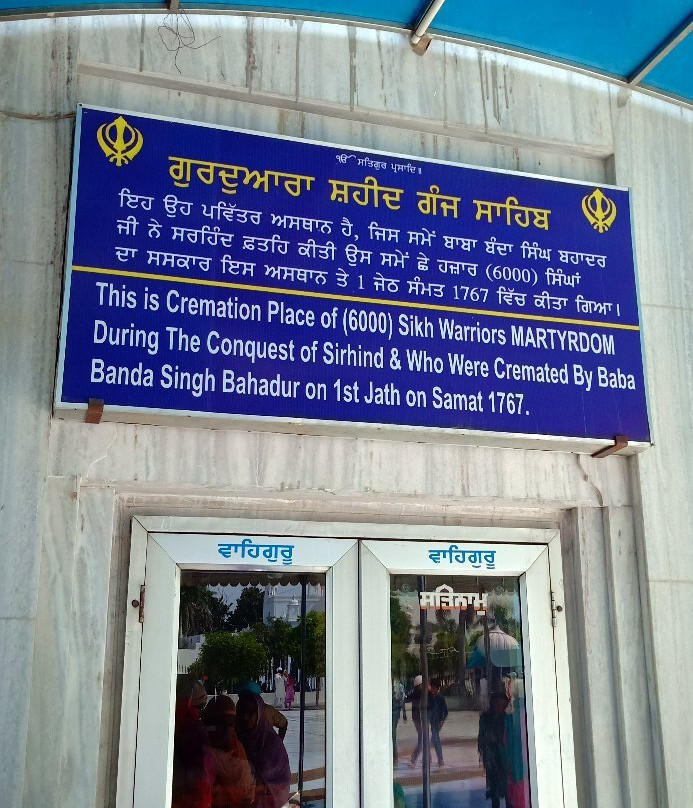 ੴ ਸਤਿਗੁਰ ਪ੍ਰਸਾਦਿ॥
ਗੁਰਦੁਆਰਾ ਸ਼ਹੀਦ ਗੰਜ ਸਾਹਿਬ
ਇਹ ਉਹ ਪਵਿੱਤਰ ਅਸਥਾਨ ਹੈ, ਜਿਸ ਸਮੇਂ ਬਾਬਾ ਬੰਦਾ ਸਿੰਘ ਬਹਾਦਰ
ਜੀ ਨੇ ਸਰਹਿੰਦ ਫ਼ਤਹਿ ਕੀਤੀ ਉਸ ਸਮੇਂ ਛੇ ਹਜ਼ਾਰ (6000) ਸਿੰਘਾਂ
ਦਾ ਸਸਕਾਰ ਇਸ ਅਸਥਾਨ ਤੇ 1 ਜੇਠ ਸੰਮਤ 1767 ਵਿੱਚ ਕੀਤਾ ਗਿਆ।
This is Cremation Place of (6000) Sikh Warriors MARTYRDOM
During The Conquest of Sirhind & Who Were Cremated By Baba
Banda Singh Bahadur on 1st Jath on Samat 1767.
ਵਾਹਿਗੁਰੂ ਵਾਹਿਗੁਰੂ
ਸਤਿਨਾਮੁ